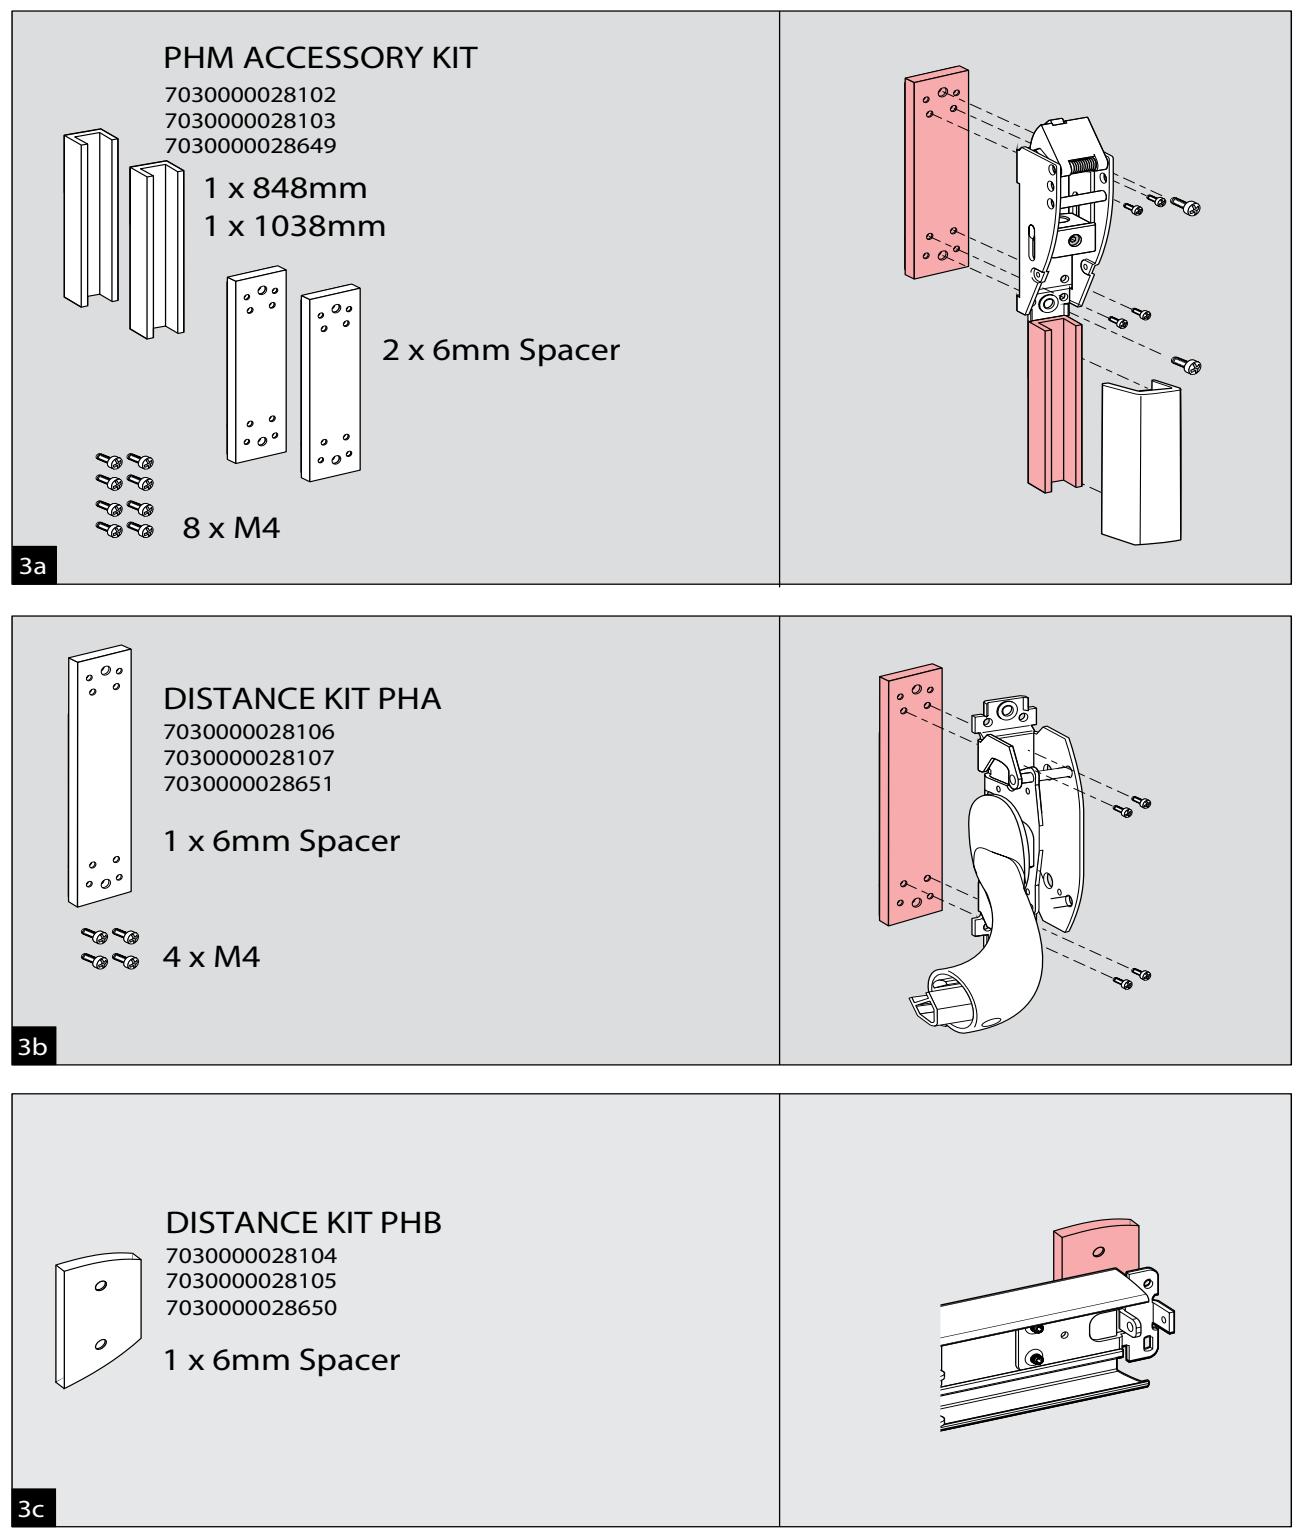 PHM ACCESSORY KIT
7030000028102
7030000028103
7030000028649
1 x 848mm
1 x 1038mm
2 x 6mm Spacer
8 x M4
3a
DISTANCE KIT PHA
7030000028106
7030000028107
7030000028651
1 x 6mm Spacer
4 x M4
3b
DISTANCE KIT PHB
7030000028104
7030000028105
7030000028650
1 x 6mm Spacer
3c